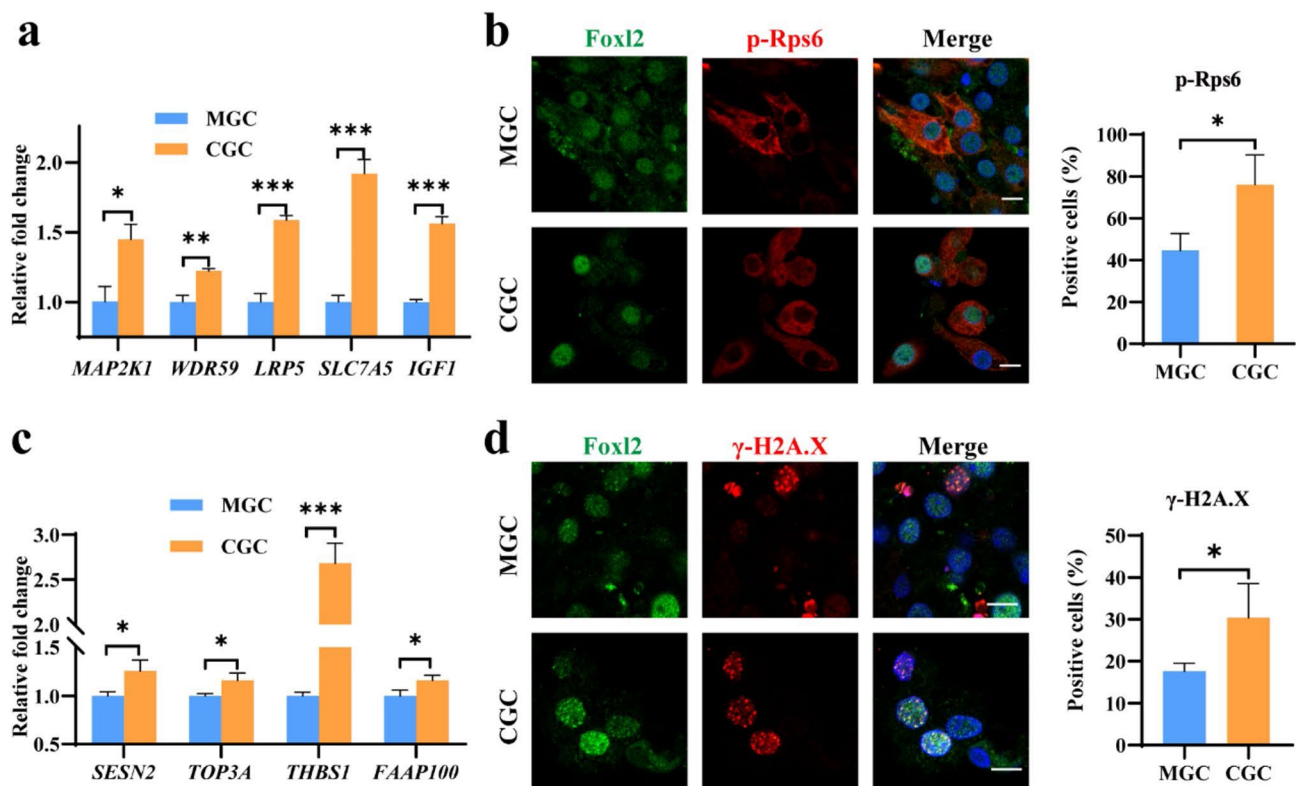 a
MGC
CGC
Relative fold change
2.0
1.5
1.0
* ** *** *** ***
MAP2K1 WDR59 LRP5 SLC7A5 IGF1
b
Foxl2 p-Rps6 Merge
MGC
CGC
p-Rps6
Positive cells (%)
100
80
60
40
20
0
*
MGC CGC
c
MGC
CGC
Relative fold change
3.0
2.5
2.0
1.5
1.0
0.5
* * *** *
SESN2 TOP3A THBS1 FAAP100
d
Foxl2 γ-H2A.X Merge
MGC
CGC
γ-H2A.X
Positive cells (%)
50
40
30
20
10
0
*
MGC CGC